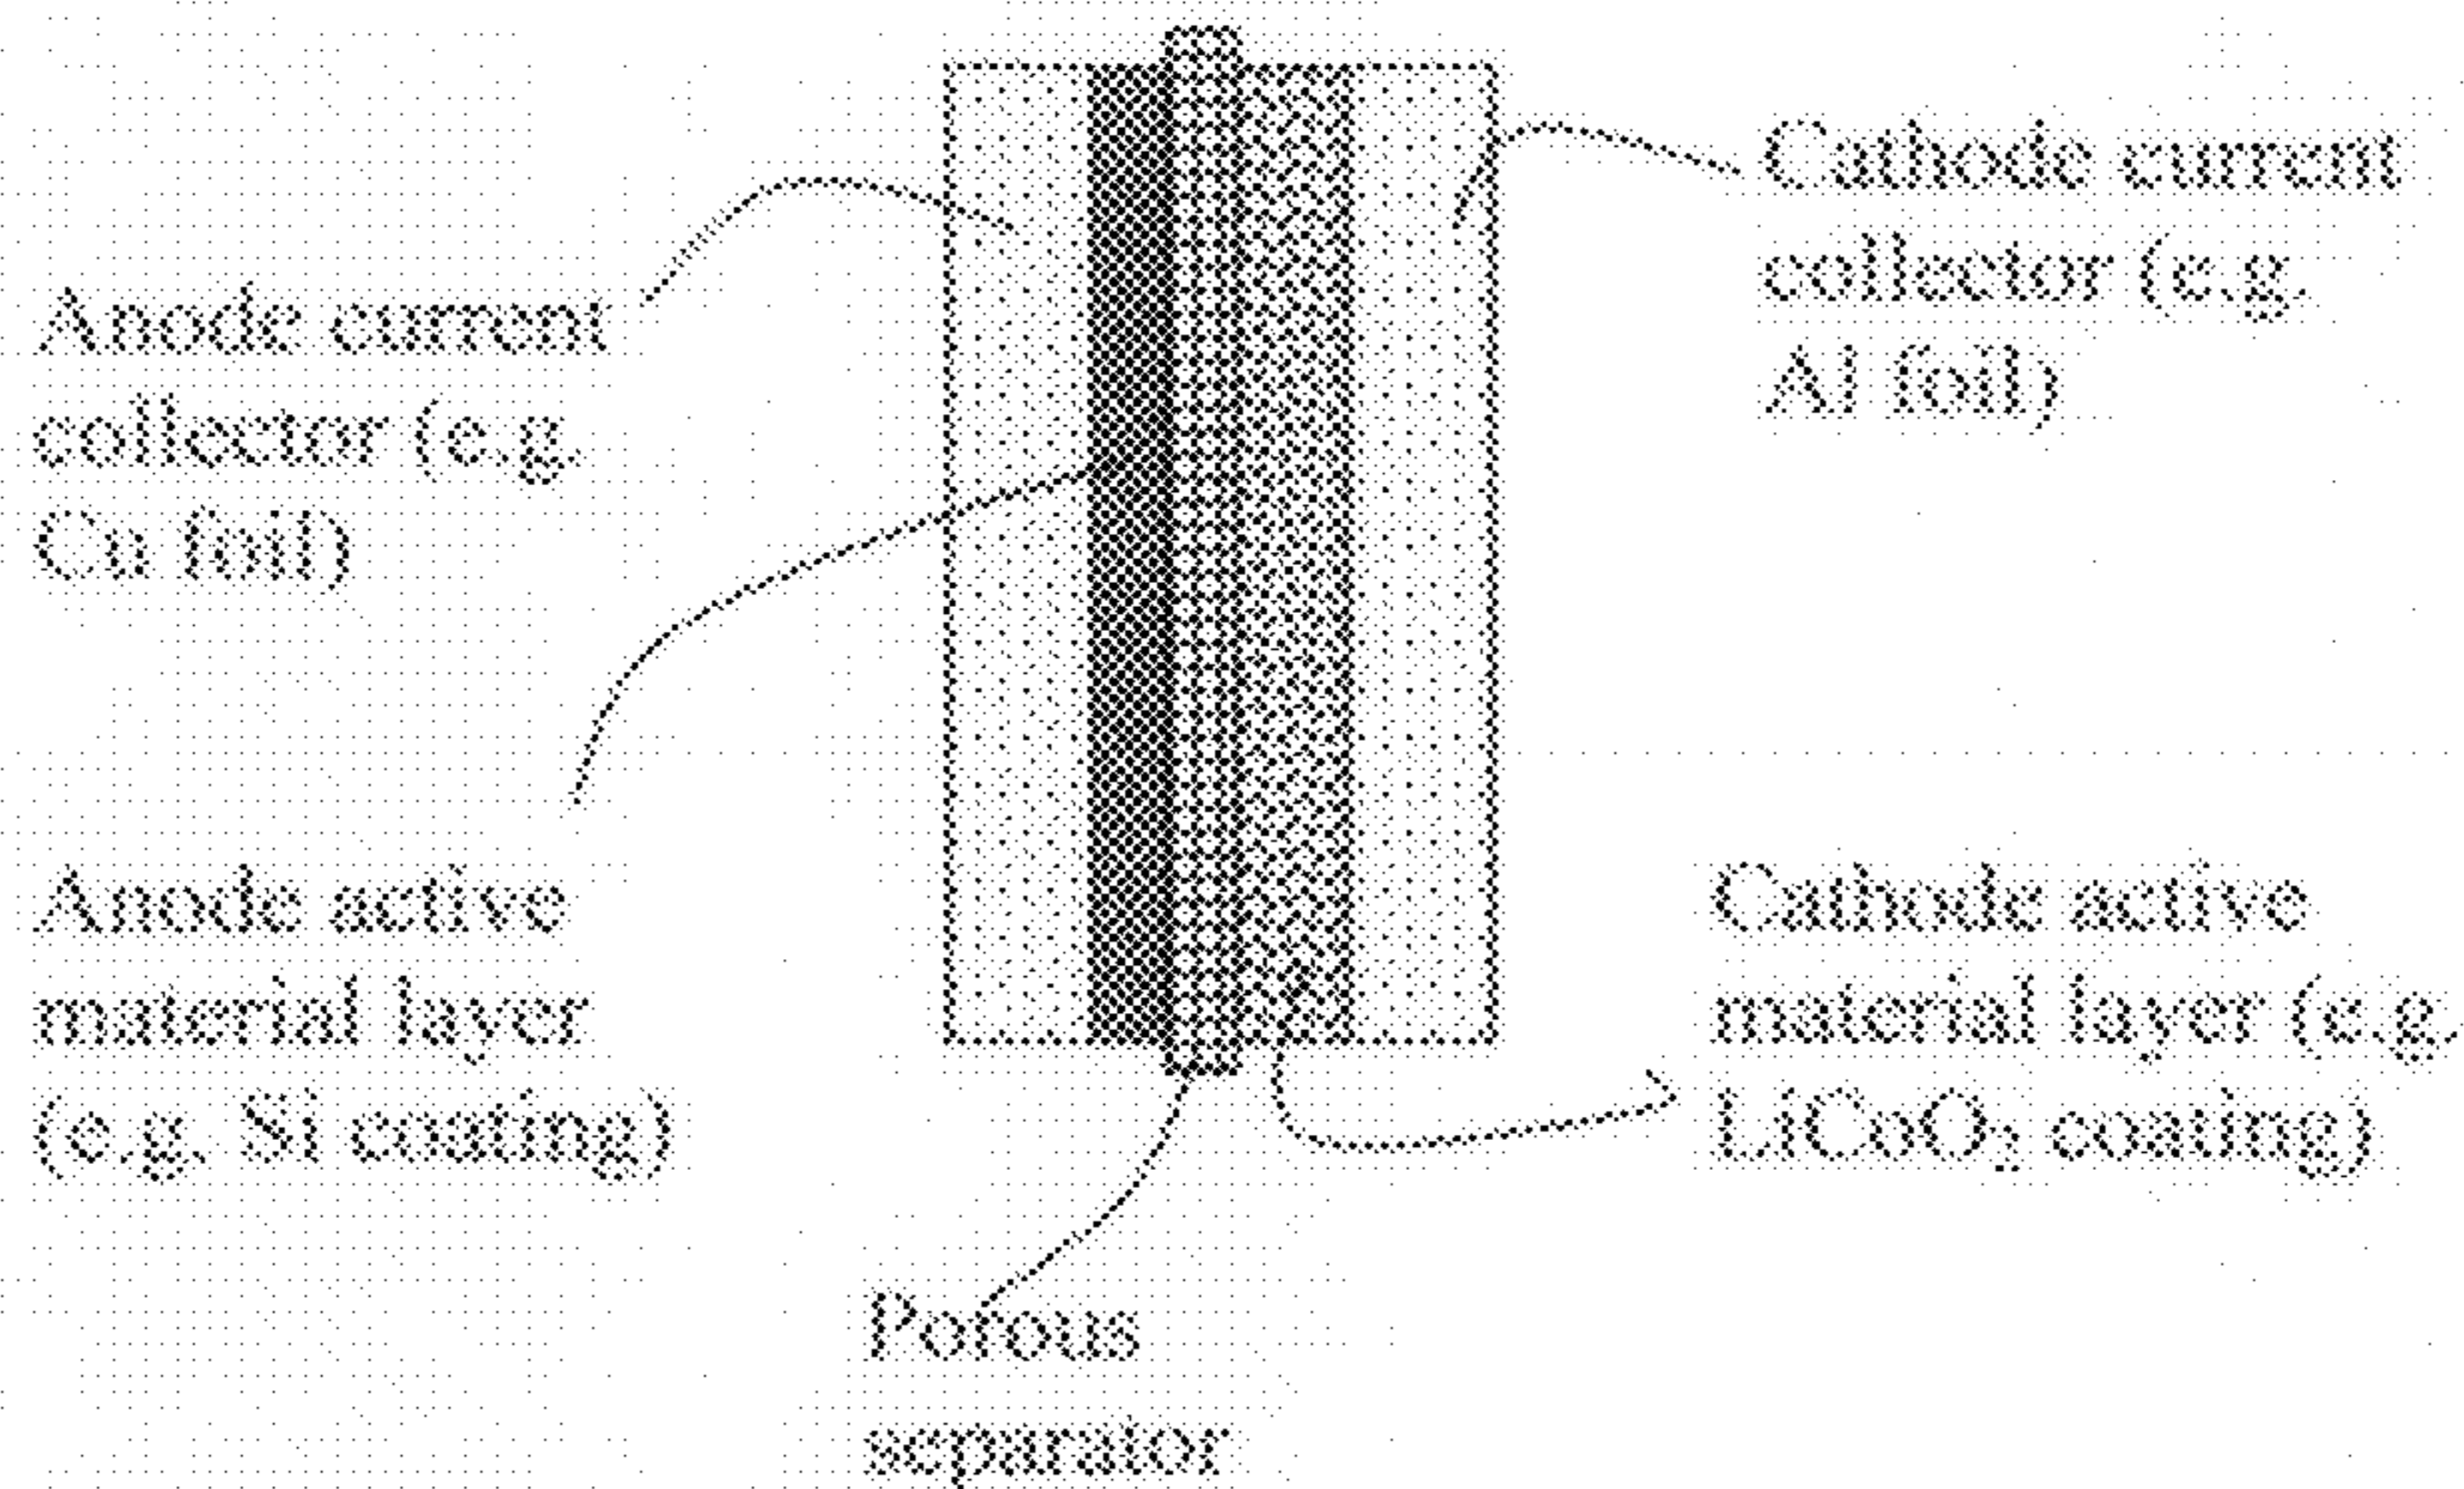 Anode current
collector (e.g.
Cu foil)
Anode active
material layer
(e.g. Si coating)
Porous
separator
Cathode current
collector (e.g.
Al foil)
Cathode active
material layer (e.g.
LiCoO₂ coating)